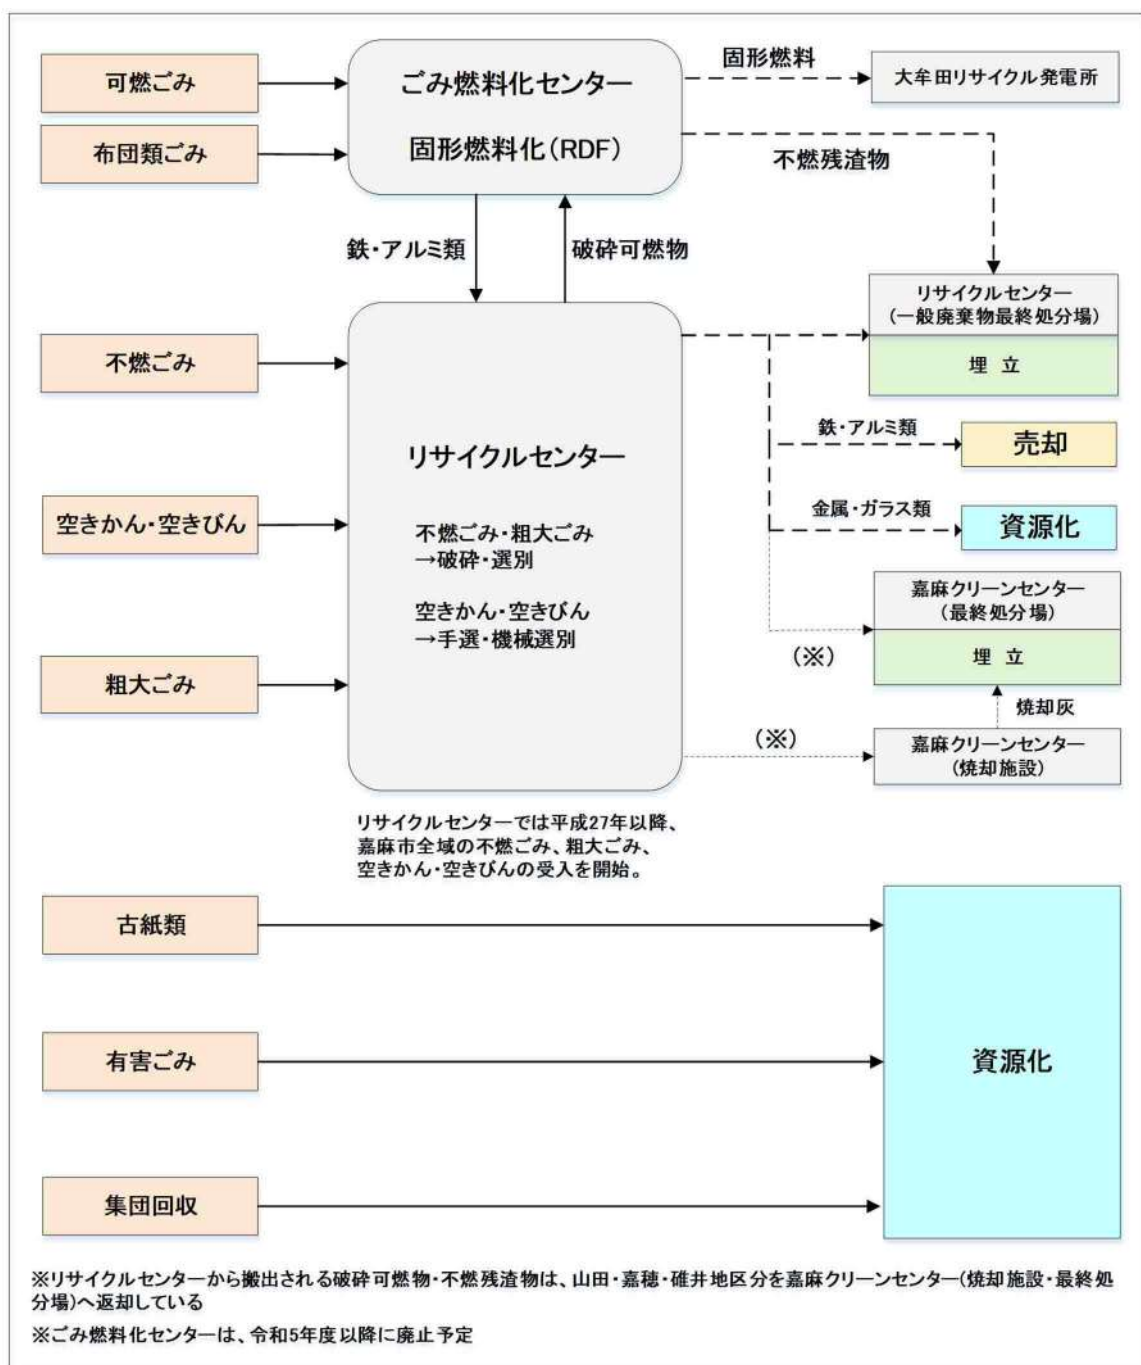 可燃ごみ
布団類ごみ
ごみ燃料化センター
固形燃料化(RDF)
固形燃料
大牟田リサイクル発電所
不燃残渣物
鉄・アルミ類
破砕可燃物
リサイクルセンター
(一般廃棄物最終処分場)
埋 立
不燃ごみ
空きかん・空きびん
粗大ごみ
リサイクルセンター
不燃ごみ・粗大ごみ
→破砕・選別
空きかん・空きびん
→手選・機械選別
鉄・アルミ類
売却
金属・ガラス類
資源化
嘉麻クリーンセンター
(最終処分場)
埋 立
(※)
焼却灰
(※)
嘉麻クリーンセンター
(焼却施設)
リサイクルセンターでは平成27年以降、
嘉麻市全域の不燃ごみ、粗大ごみ、
空きかん・空きびんの受入を開始。
古紙類
有害ごみ
集団回収
資源化
※リサイクルセンターから搬出される破砕可燃物・不燃残渣物は、山田・嘉穂・碓井地区分を嘉麻クリーンセンター(焼却施設・最終処
分場)へ返却している
※ごみ燃料化センターは、令和5年度以降に廃止予定